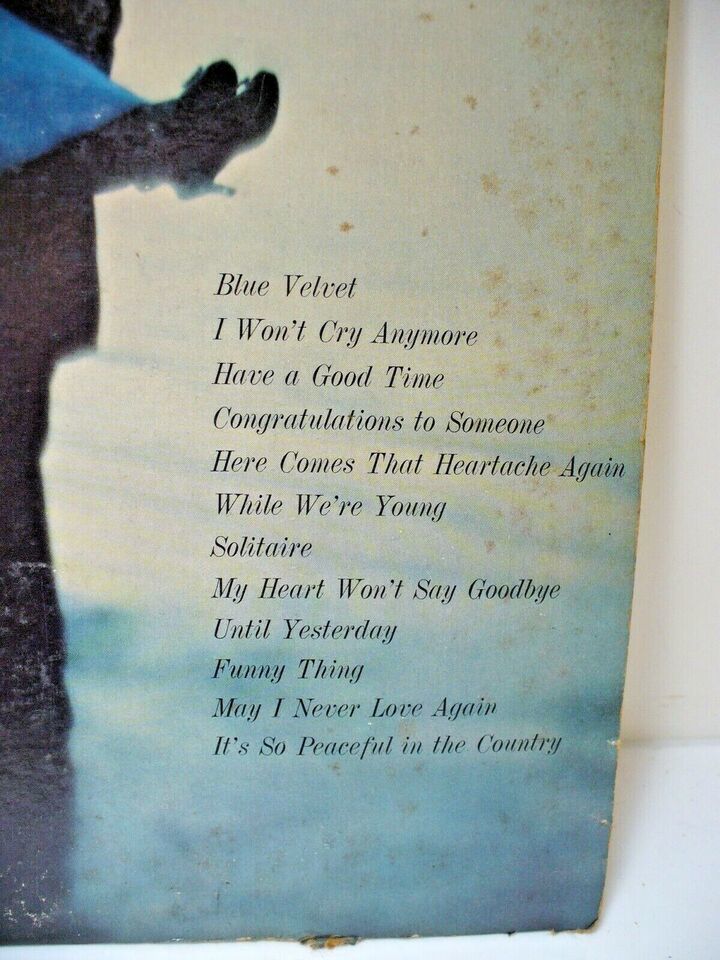 Blue Velvet
I Won't Cry Anymore
Have a Good Time
Congratulations to Someone
Here Comes That Heartache Again
While We're Young
Solitaire
My Heart Won't Say Goodbye
Until Yesterday
Funny Thing
May I Never Love Again
It's So Peaceful in the Country